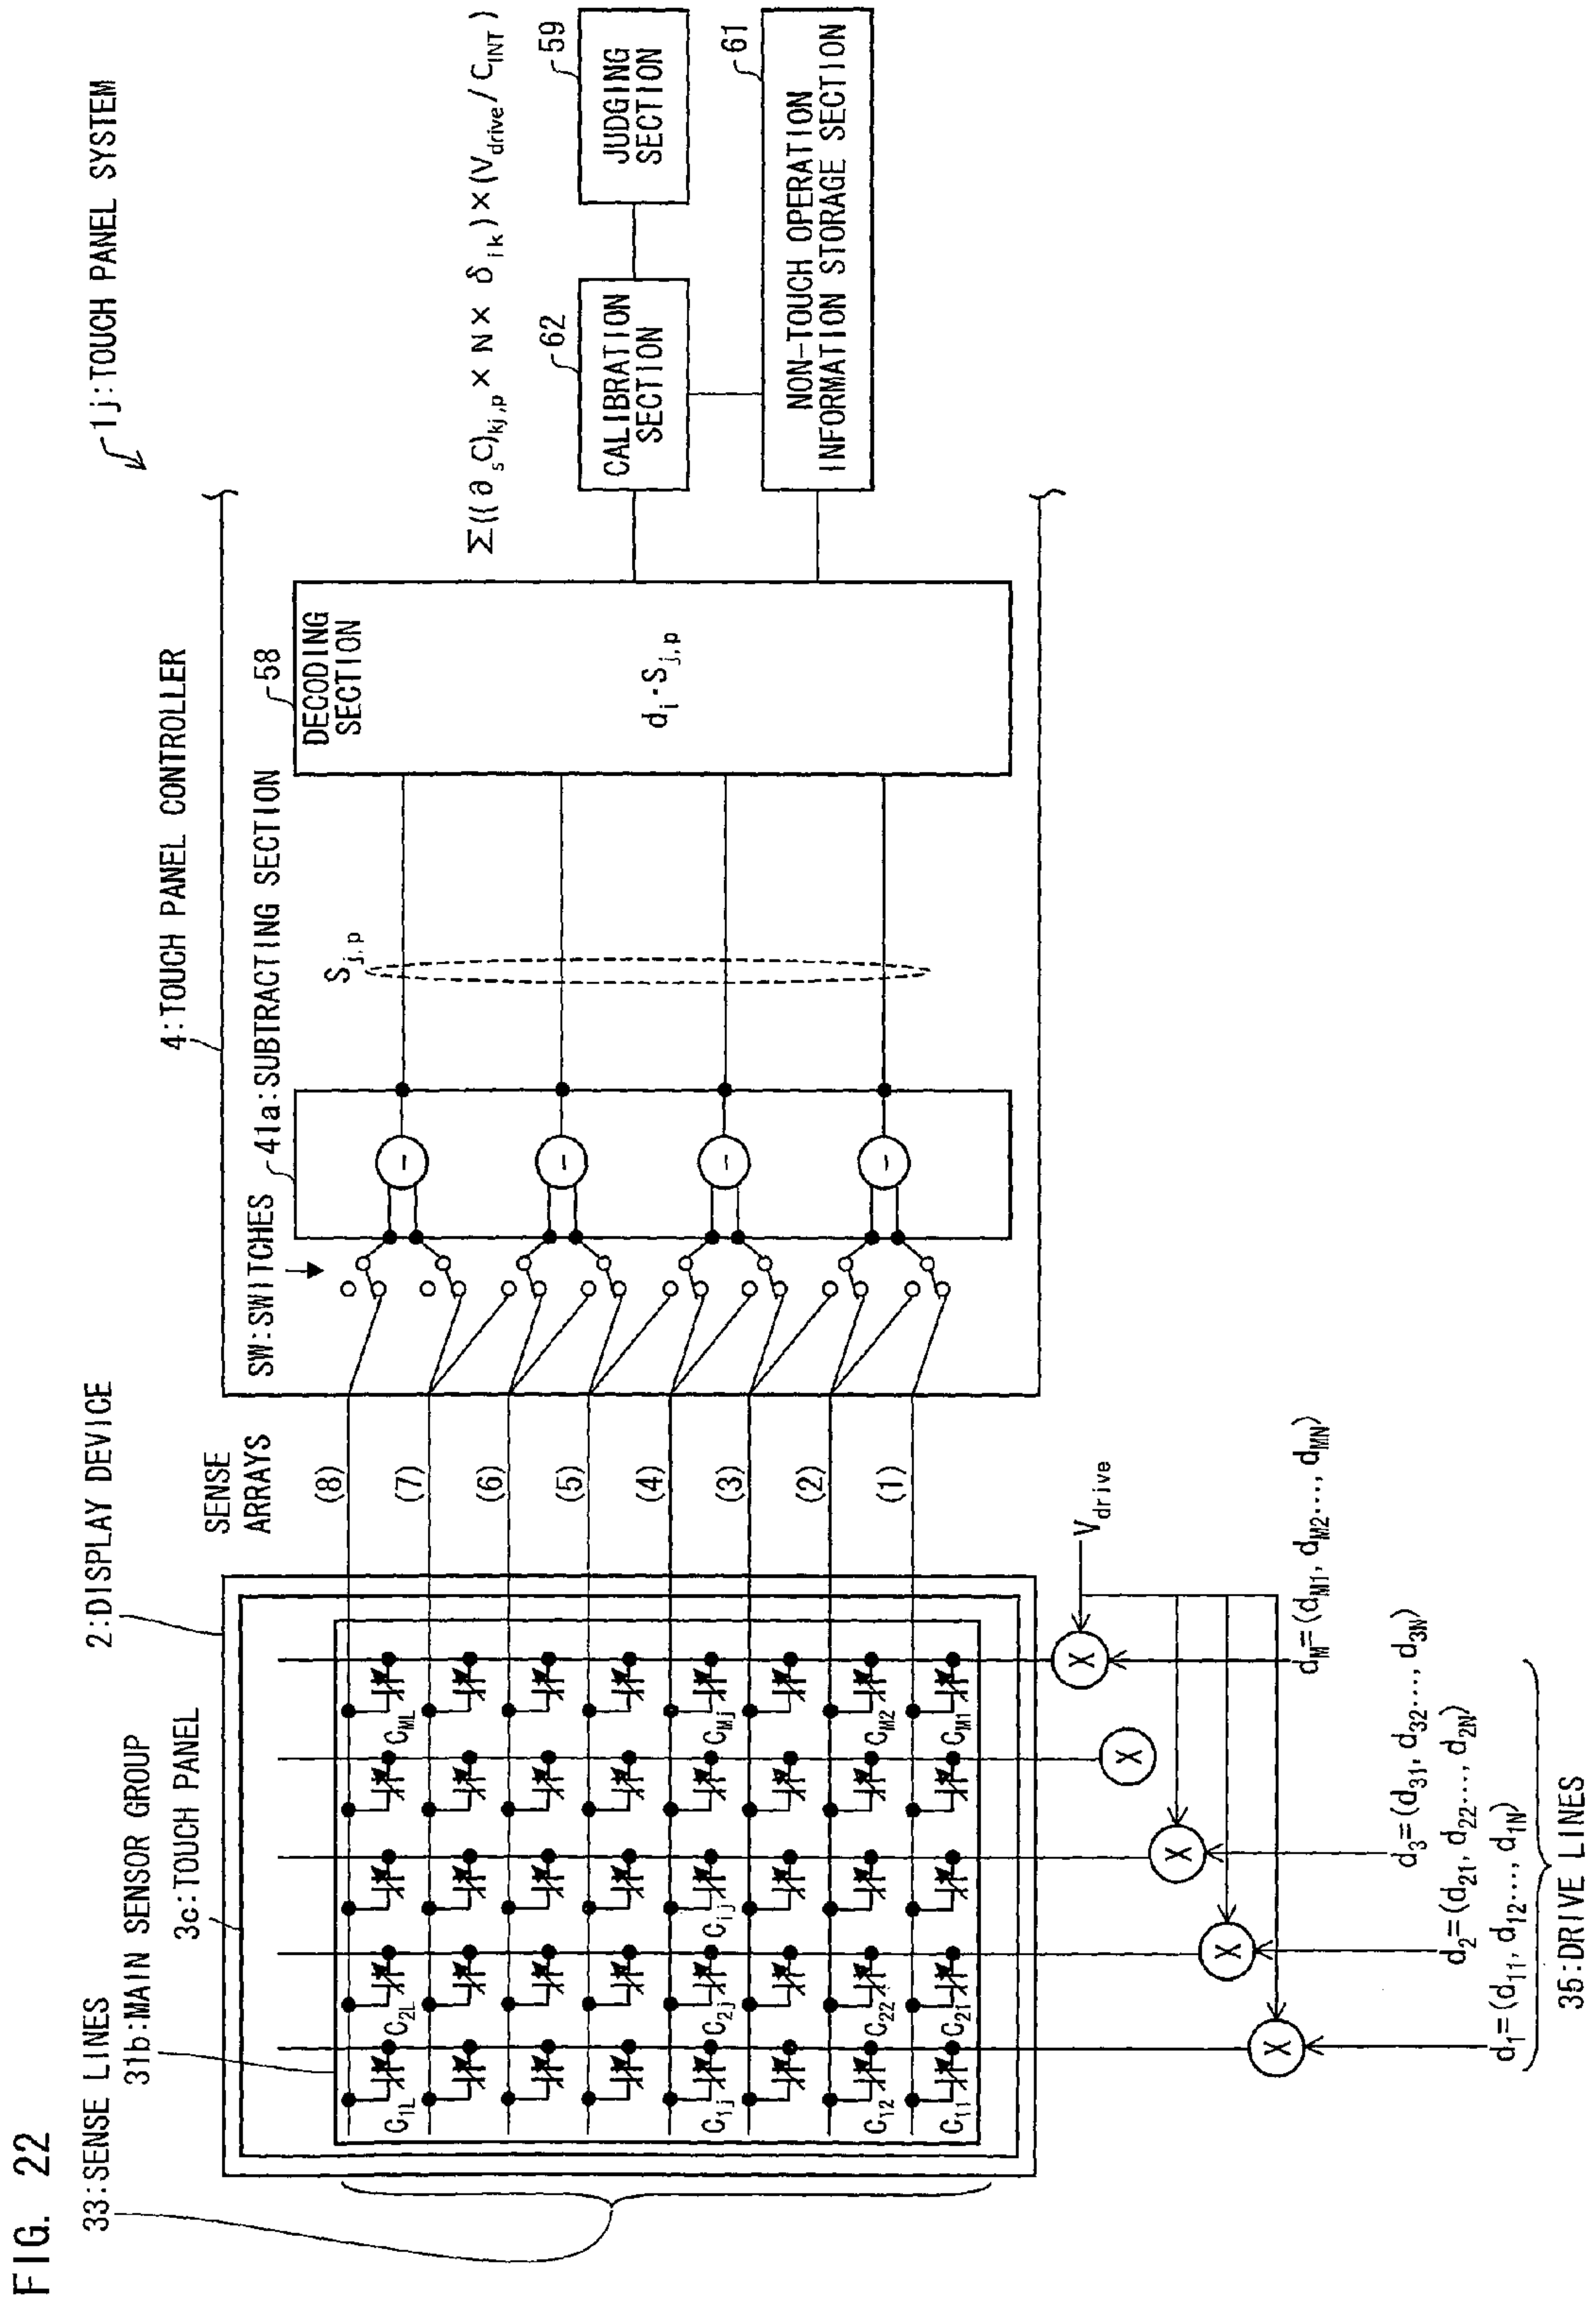 FIG. 22
1j:TOUCH PANEL SYSTEM
33:SENSE LINES
31b:MAIN SENSOR GROUP
3c:TOUCH PANEL
2:DISPLAY DEVICE
SENSE
ARRAYS
4:TOUCH PANEL CONTROLLER
SW:SWITCHES
41a:SUBTRACTING SECTION
58
DECODING
SECTION
S_{j,p}
d_i・S_{j,p}
Σ((∂_sC)_{kj,p} × N × δ_{ik})×(V_{drive}/C_{INT})
62
CALIBRATION
SECTION
59
JUDGING
SECTION
61
NON-TOUCH OPERATION
INFORMATION STORAGE SECTION
(8)
(7)
(6)
(5)
(4)
(3)
(2)
(1)
C_{1L} C_{2L} C_{ML}
C_{1j} C_{2j} C_{ij} C_{Mj}
C_{12} C_{22} C_{M2}
C_{11} C_{21} C_{M1}
- - - -
X X X X X
V_{drive}
d_M=(d_{M1}, d_{M2}..., d_{MN})
d_3=(d_{31}, d_{32}..., d_{3N})
d_2=(d_{21}, d_{22}..., d_{2N})
d_1=(d_{11}, d_{12}..., d_{1N})
35:DRIVE LINES